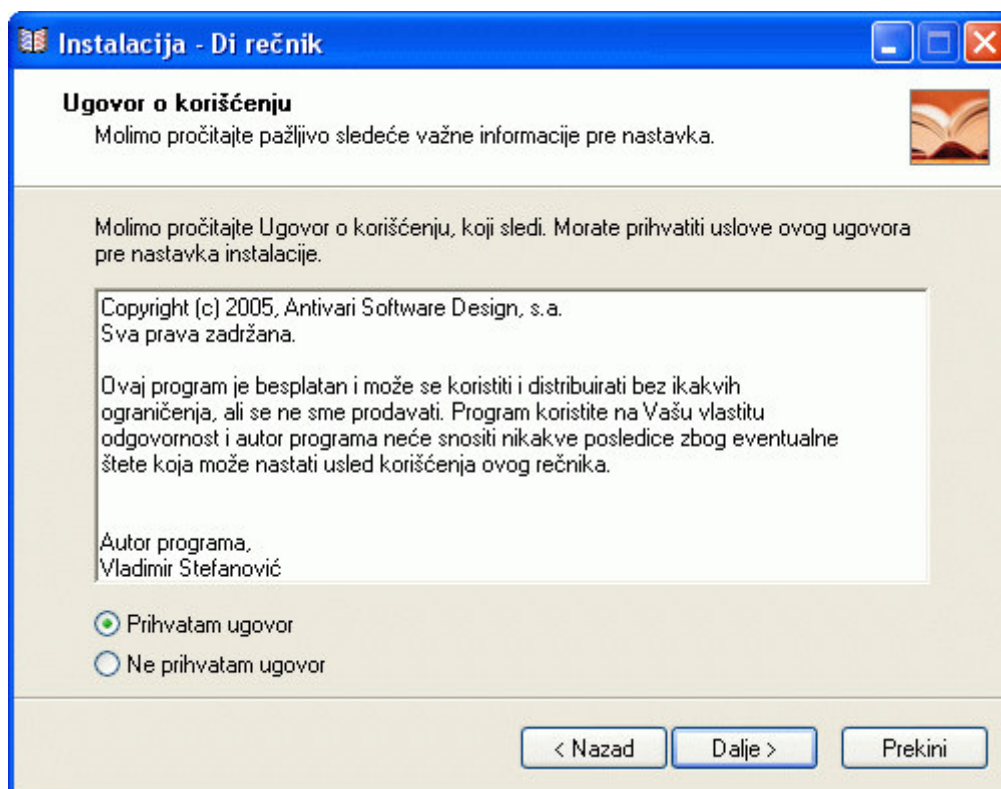 Instalacija - Di rečnik
Ugovor o korišćenju
Molimo pročitajte pažljivo sledeće važne informacije pre nastavka.
Molimo pročitajte Ugovor o korišćenju, koji sledi. Morate prihvatiti uslove ovog ugovora
pre nastavka instalacije.
Copyright (c) 2005, Antivari Software Design, s.a.
Sva prava zadržana.
Ovaj program je besplatan i može se koristiti i distribuirati bez ikakvih
ograničenja, ali se ne sme prodavati. Program koristite na Vašu vlastitu
odgovornost i autor programa neće snositi nikakve posledice zbog eventualne
štete koja može nastati usled korišćenja ovog rečnika.
Autor programa,
Vladimir Stefanović
Prihvatam ugovor
Ne prihvatam ugovor
< Nazad Dalje > Prekini